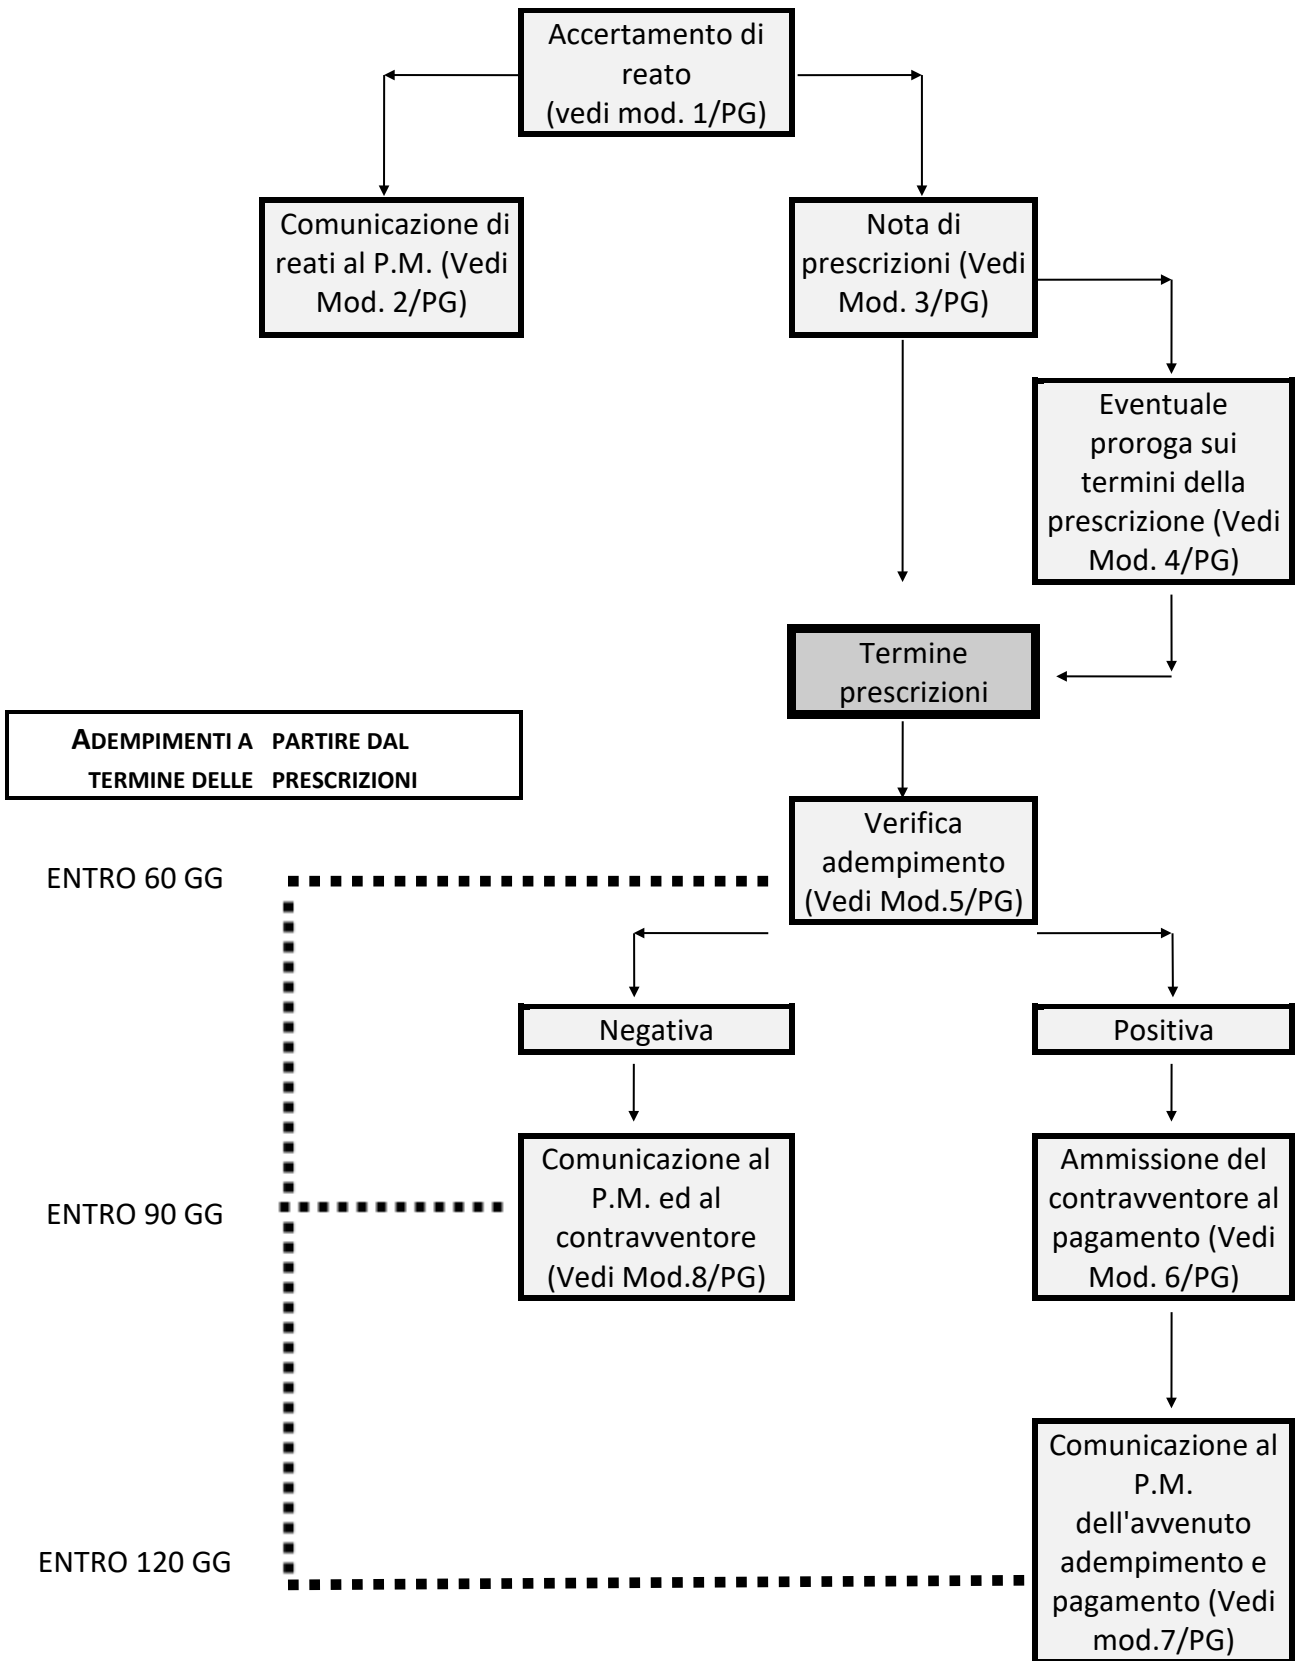 Accertamento di
reato
(vedi mod. 1/PG)
Comunicazione di
reati al P.M. (Vedi
Mod. 2/PG)
Nota di
prescrizioni (Vedi
Mod. 3/PG)
Eventuale
proroga sui
termini della
prescrizione (Vedi
Mod. 4/PG)
Termine
prescrizioni
ADEMPIMENTI A PARTIRE DAL
TERMINE DELLE PRESCRIZIONI
Verifica
adempimento
(Vedi Mod.5/PG)
ENTRO 60 GG
Negativa
Positiva
Comunicazione al
P.M. ed al
contravventore
(Vedi Mod.8/PG)
Ammissione del
contravventore al
pagamento (Vedi
Mod. 6/PG)
ENTRO 90 GG
Comunicazione al
P.M.
dell'avvenuto
adempimento e
pagamento (Vedi
mod.7/PG)
ENTRO 120 GG